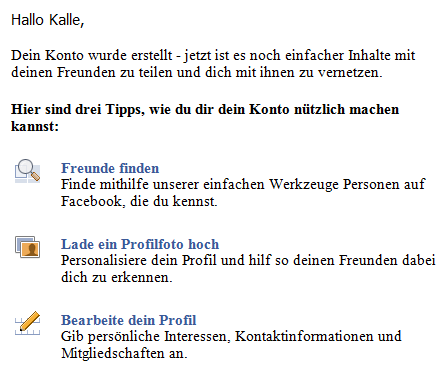 Hallo Kalle,
Dein Konto wurde erstellt - jetzt ist es noch einfacher Inhalte mit
deinen Freunden zu teilen und dich mit ihnen zu vernetzen.
Hier sind drei Tipps, wie du dir dein Konto nützlich machen
kannst:
Freunde finden
Finde mithilfe unserer einfachen Werkzeuge Personen auf
Facebook, die du kennst.
Lade ein Profilfoto hoch
Personalisiere dein Profil und hilf so deinen Freunden dabei
dich zu erkennen.
Bearbeite dein Profil
Gib persönliche Interessen, Kontaktinformationen und
Mitgliedschaften an.